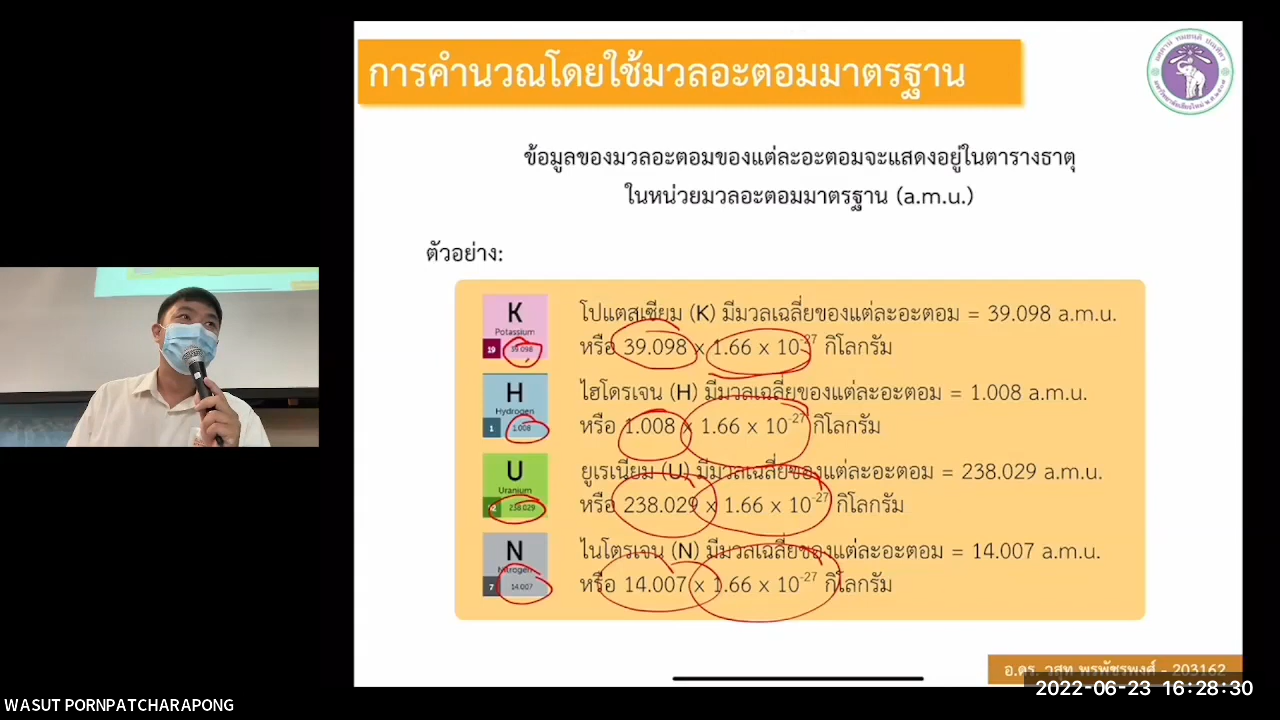 การคำนวณโดยใช้มวลอะตอมมาตรฐาน
ข้อมูลของมวลอะตอมของแต่ละอะตอมจะแสดงอยู่ในตารางธาตุ
ในหน่วยมวลอะตอมมาตรฐาน (a.m.u.)
ตัวอย่าง:
K
Potassium
19 39.098
โปแตสเซียม (K) มีมวลเฉลี่ยของแต่ละอะตอม = 39.098 a.m.u.
หรือ 39.098 x 1.66 x 10-27 กิโลกรัม
H
Hydrogen
1 1.008
ไฮโดรเจน (H) มีมวลเฉลี่ยของแต่ละอะตอม = 1.008 a.m.u.
หรือ 1.008 x 1.66 x 10-27 กิโลกรัม
U
Uranium
238.029
ยูเรเนียม (U) มีมวลเฉลี่ยของแต่ละอะตอม = 238.029 a.m.u.
หรือ 238.029 x 1.66 x 10-27 กิโลกรัม
N
Nitrogen
7 14.007
ไนโตรเจน (N) มีมวลเฉลี่ยของแต่ละอะตอม = 14.007 a.m.u.
หรือ 14.007 x 1.66 x 10-27 กิโลกรัม
อ.ดร. วสุท พรพัชรพงศ์ - 203162
2022-06-23 16:28:30
WASUT PORNPATCHARAPONG